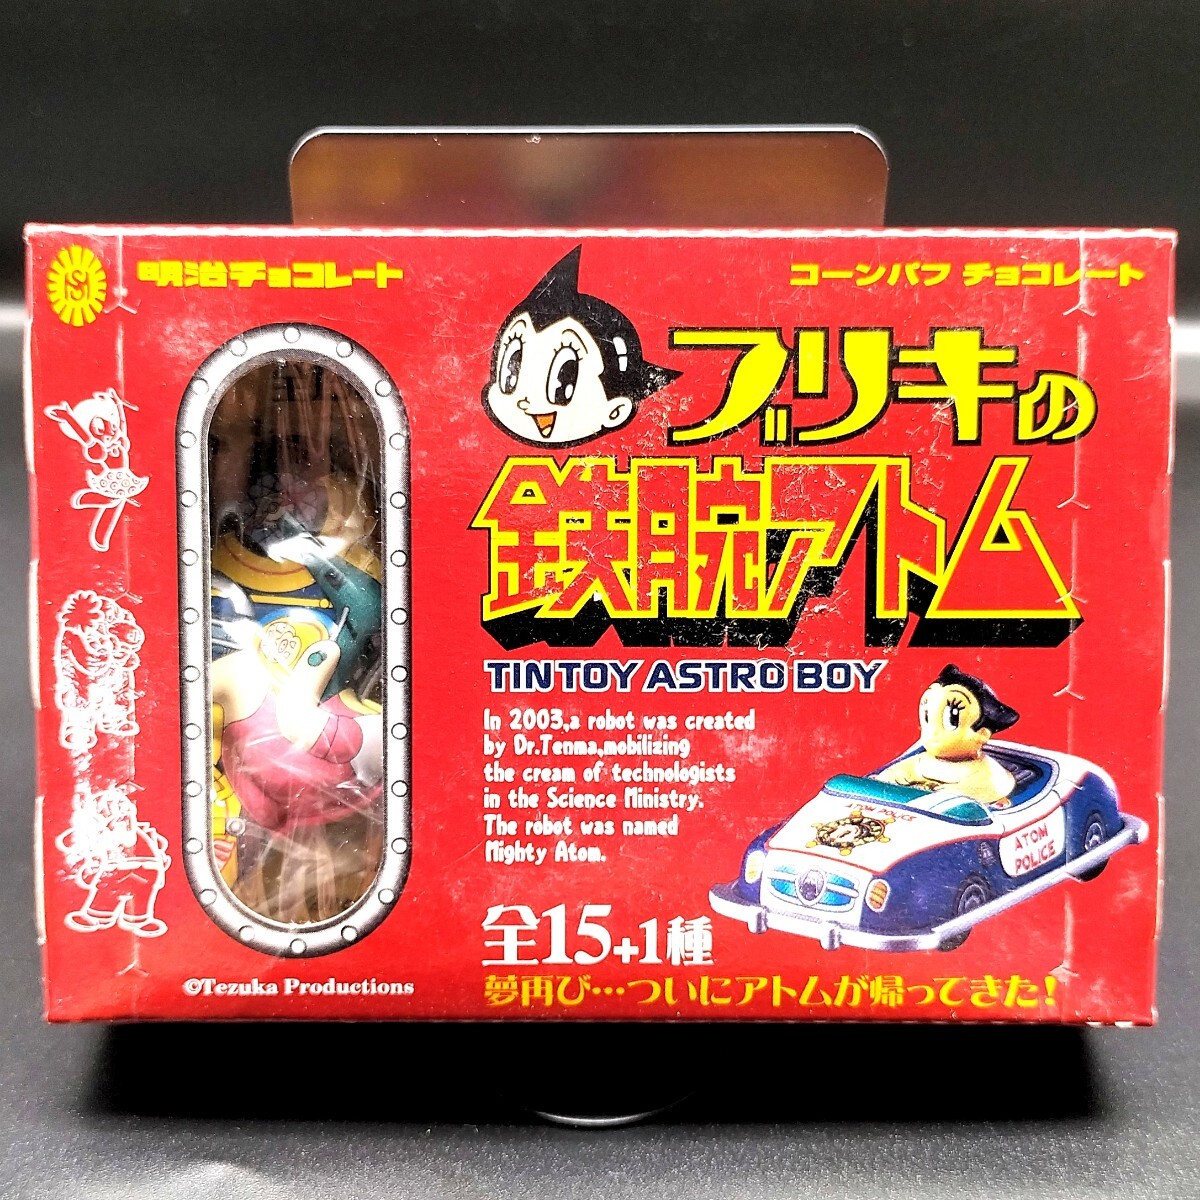 明治チョコレート
コーンパフ チョコレート
ブリキの
鉄腕アトム
TIN TOY ASTRO BOY
In 2003,a robot was created
by Dr.Tenma,mobilizing
the cream of technologists
in the Science Ministry.
The robot was named
Mighty Atom.
ATOM POLICE
ATOM
POLICE
全15+1種
夢再び…ついにアトムが帰ってきた!
©Tezuka Productions